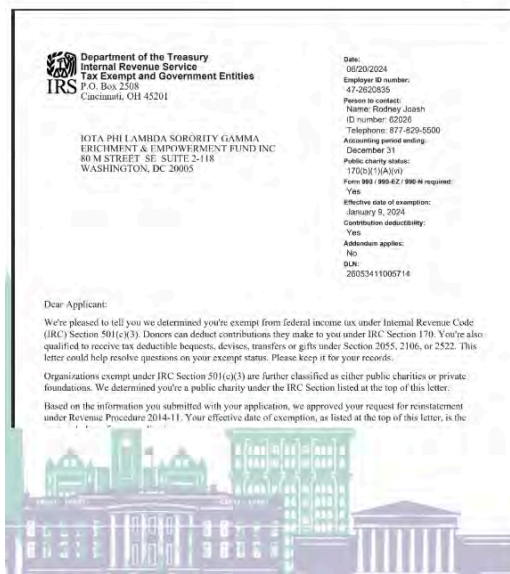 Department of the Treasury
Internal Revenue Service
Tax Exempt and Government Entities
IRS P.O. Box 2508
Cincinnati, OH 45201
IOTA PHI LAMBDA SORORITY GAMMA
ERICHMENT & EMPOWERMENT FUND INC
80 M STREET SE SUITE 2-118
WASHINGTON, DC 20005
Date:
06/20/2024
Employer ID number:
47-2620835
Person to contact:
Name: Rodney Joash
ID number: 62026
Telephone: 877-829-5500
Accounting period ending:
December 31
Public charity status:
170(b)(1)(A)(vi)
Form 990 / 990-EZ / 990-N required:
Yes
Effective date of exemption:
January 9, 2024
Contribution deductibility:
Yes
Addendum applies:
No
DLN:
26053411005714
Dear Applicant:
We're pleased to tell you we determined you're exempt from federal income tax under Internal Revenue Code
(IRC) Section 501(c)(3). Donors can deduct contributions they make to you under IRC Section 170. You're also
qualified to receive tax deductible bequests, devises, transfers or gifts under Section 2055, 2106, or 2522. This
letter could help resolve questions on your exempt status. Please keep it for your records.
Organizations exempt under IRC Section 501(c)(3) are further classified as either public charities or private
foundations. We determined you're a public charity under the IRC Section listed at the top of this letter.
Based on the information you submitted with your application, we approved your request for reinstatement
under Revenue Procedure 2014-11. Your effective date of exemption, as listed at the top of this letter, is the